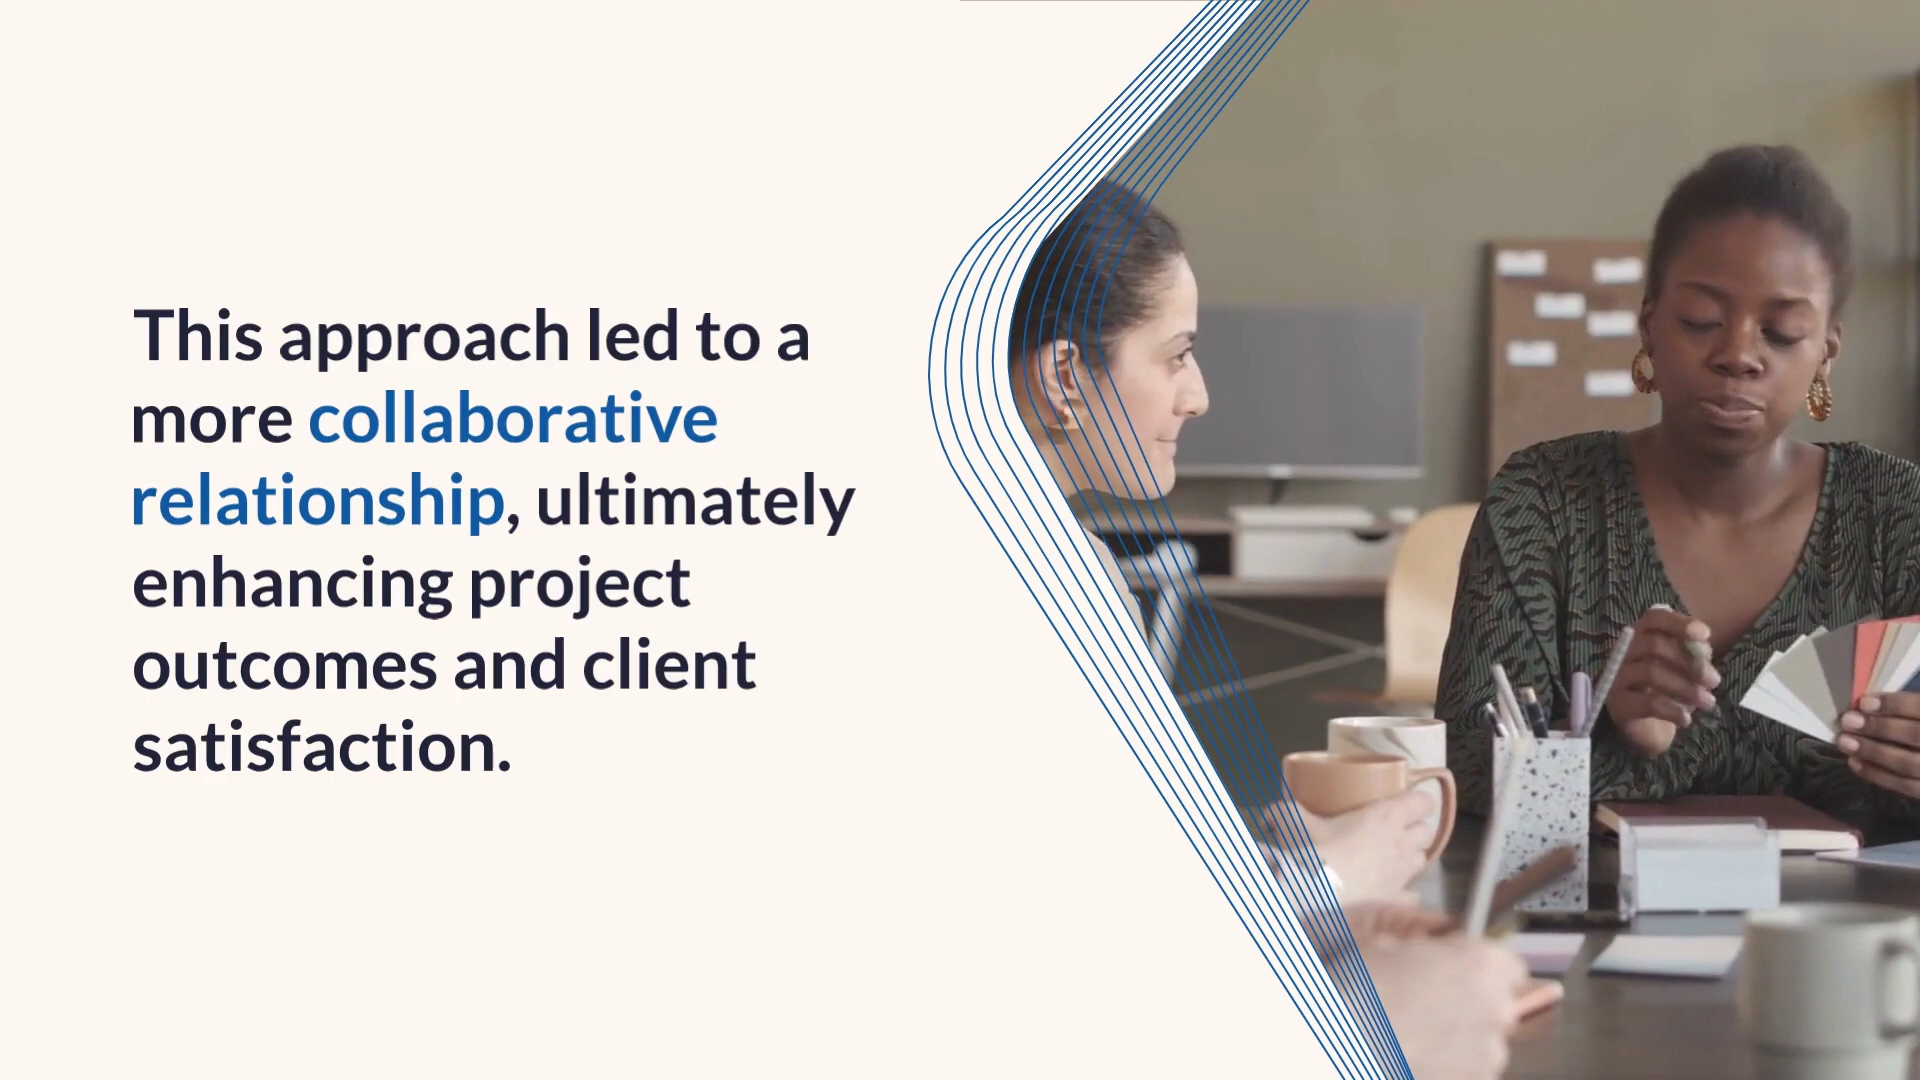 This approach led to a
more collaborative
relationship, ultimately
enhancing project
outcomes and client
satisfaction.